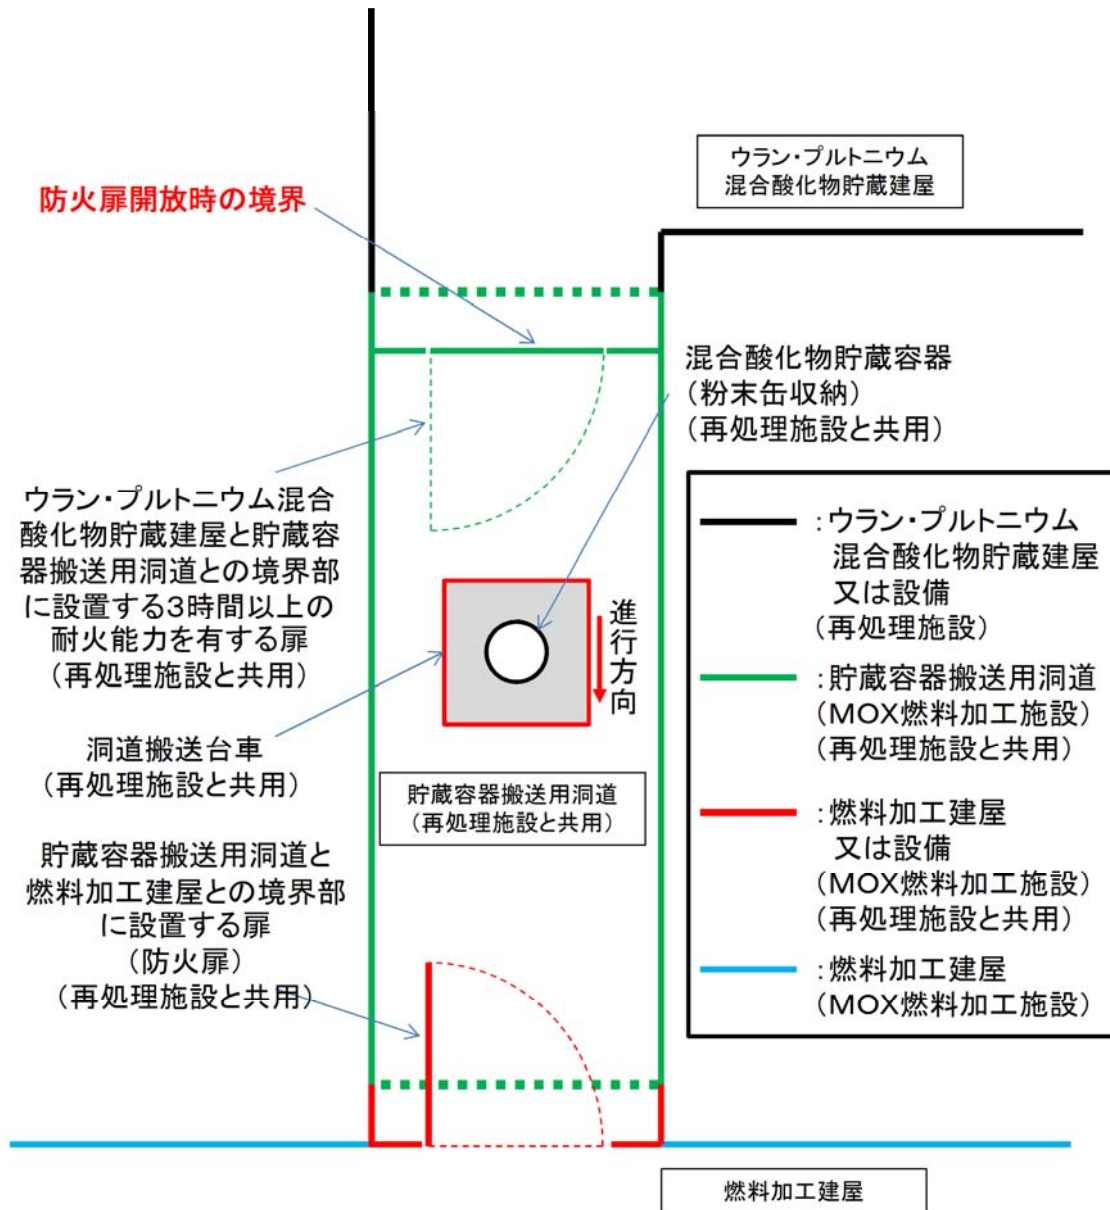 ウラン・プルトニウム
混合酸化物貯蔵建屋
防火扉開放時の境界
混合酸化物貯蔵容器
（粉末缶収納）
（再処理施設と共用）
ウラン・プルトニウム混合
酸化物貯蔵建屋と貯蔵容
器搬送用洞道との境界部
に設置する3時間以上の
耐火能力を有する扉
（再処理施設と共用）
進行方向
洞道搬送台車
（再処理施設と共用）
貯蔵容器搬送用洞道
（再処理施設と共用）
貯蔵容器搬送用洞道と
燃料加工建屋との境界部
に設置する扉
（防火扉）
（再処理施設と共用）
：ウラン・プルトニウム
混合酸化物貯蔵建屋
又は設備
（再処理施設）
：貯蔵容器搬送用洞道
（MOX燃料加工施設）
（再処理施設と共用）
：燃料加工建屋
又は設備
（MOX燃料加工施設）
（再処理施設と共用）
：燃料加工建屋
（MOX燃料加工施設）
燃料加工建屋